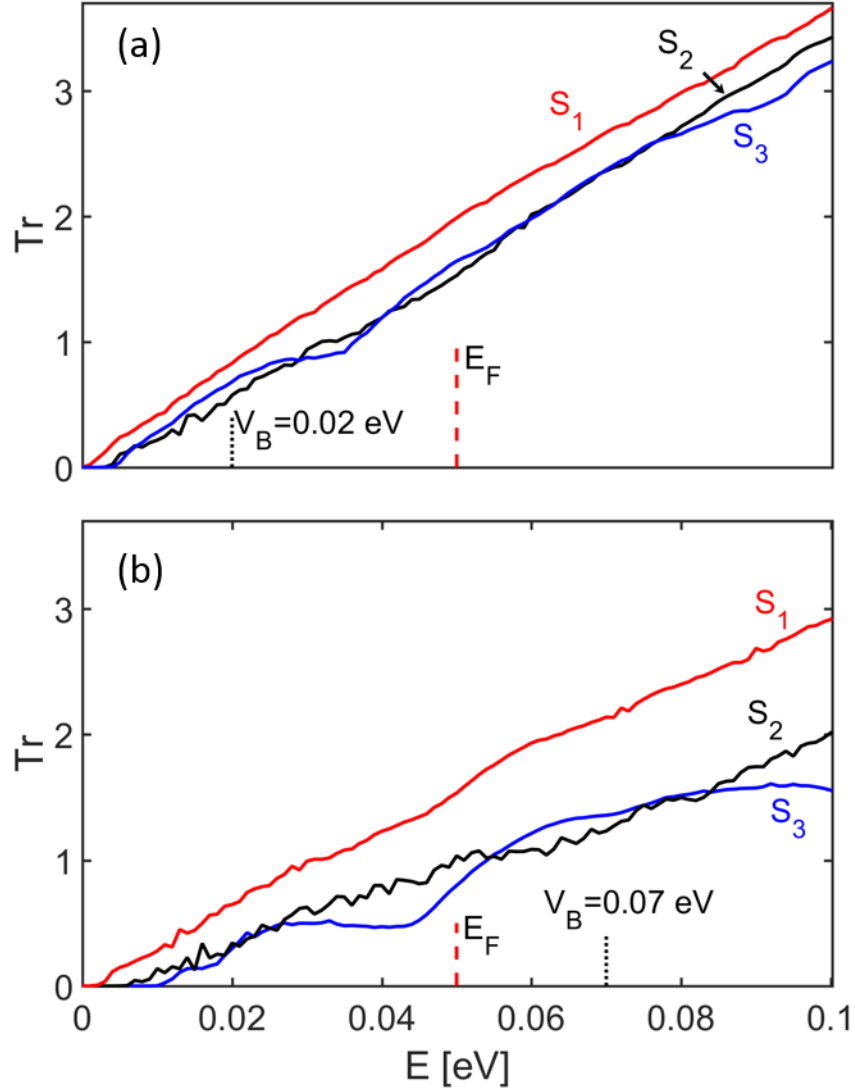 (a)
S1
S2
S3
3
2
1
0
Tr
EF
VB=0.02 eV
(b)
S1
S2
S3
3
2
1
0
Tr
VB=0.07 eV
EF
0
0.02
0.04
0.06
0.08
0.1
E [eV]